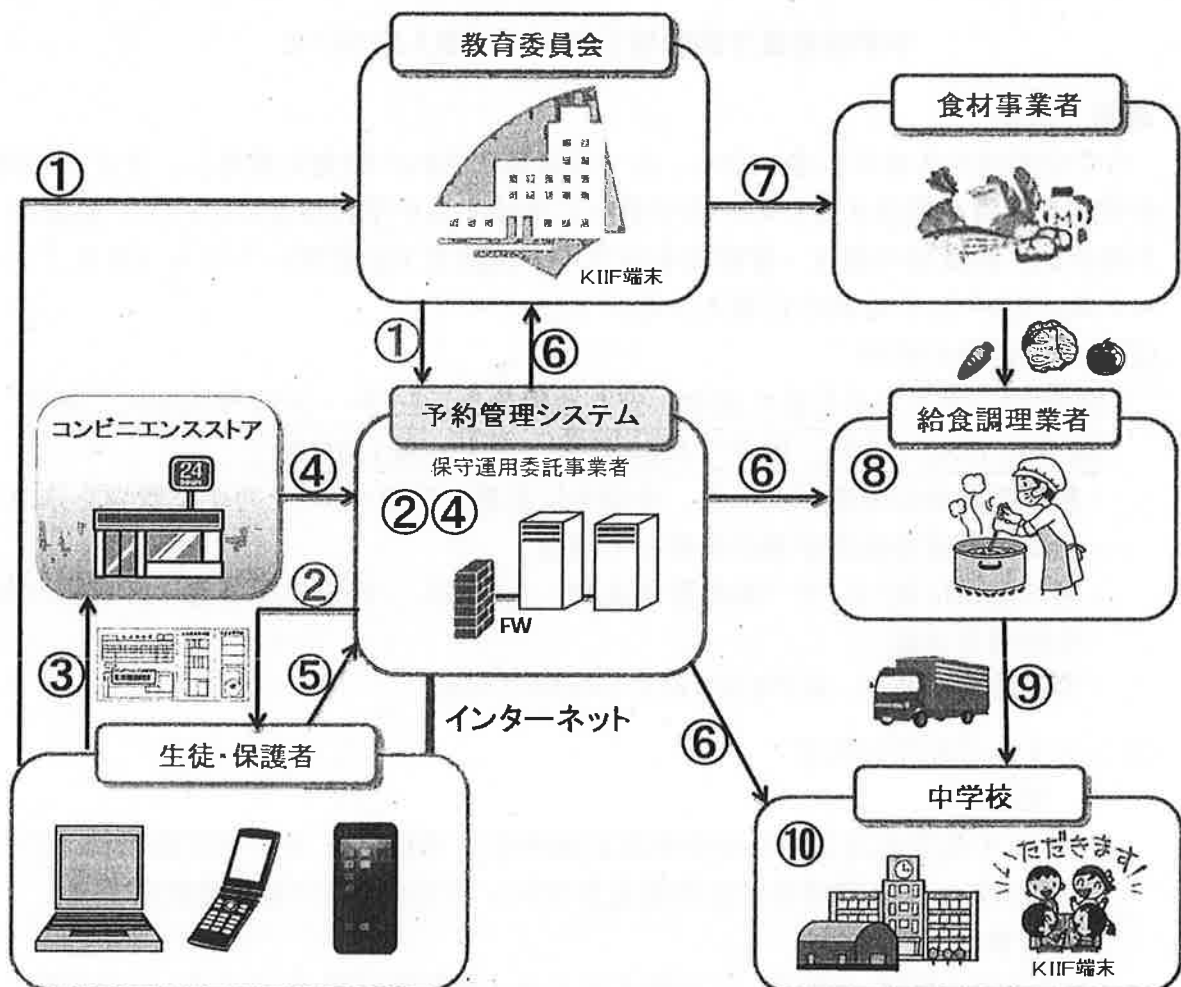 教育委員会
KIIF端末
食材事業者
①
⑦
①
⑥
コンビニエンスストア
24
④
予約管理システム
保守運用委託事業者
②④
FW
⑥
給食調理業者
⑧
②
③
⑤
インターネット
⑥
⑨
生徒・保護者
中学校
⑩
いただきます
KIIF端末